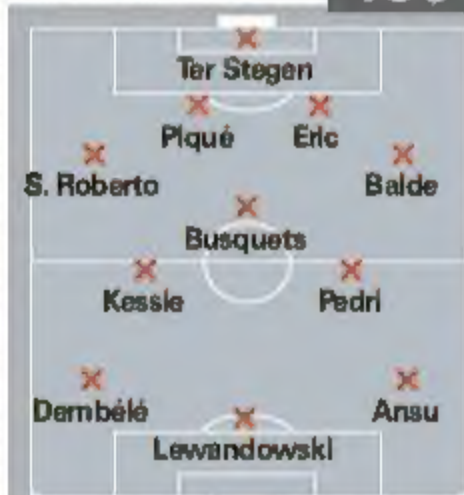 Ter Stegen
Piqué Eric
S. Roberto Balde
Busquets
Kessie Pedri
Dembélé Ansu
Lewandowski